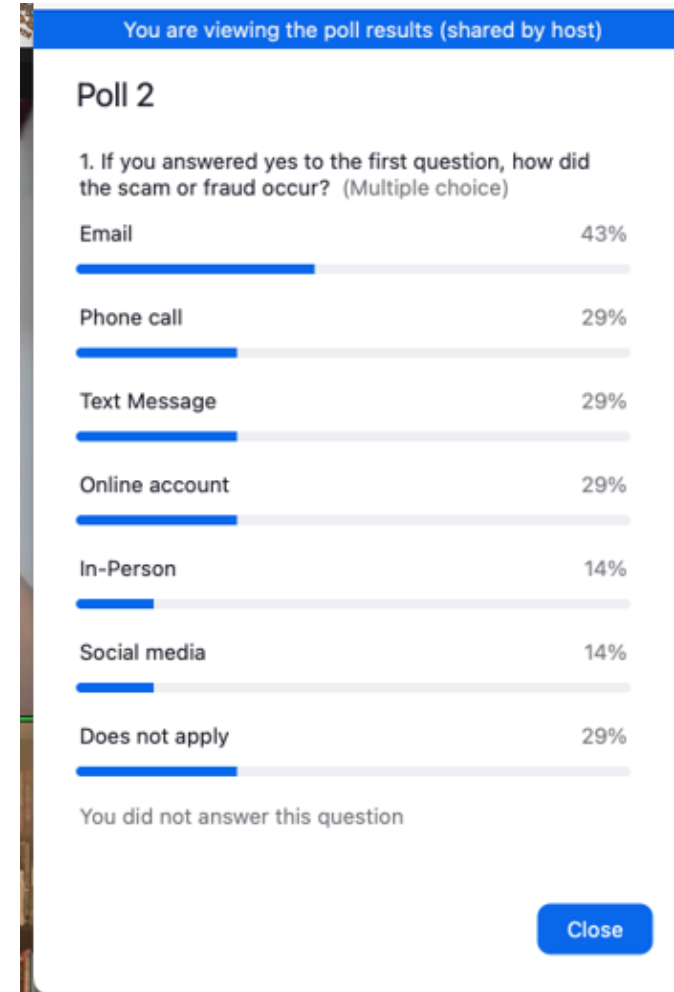 You are viewing the poll results (shared by host)
Poll 2
1. If you answered yes to the first question, how did
the scam or fraud occur? (Multiple choice)
Email 43%
Phone call 29%
Text Message 29%
Online account 29%
In-Person 14%
Social media 14%
Does not apply 29%
You did not answer this question
Close